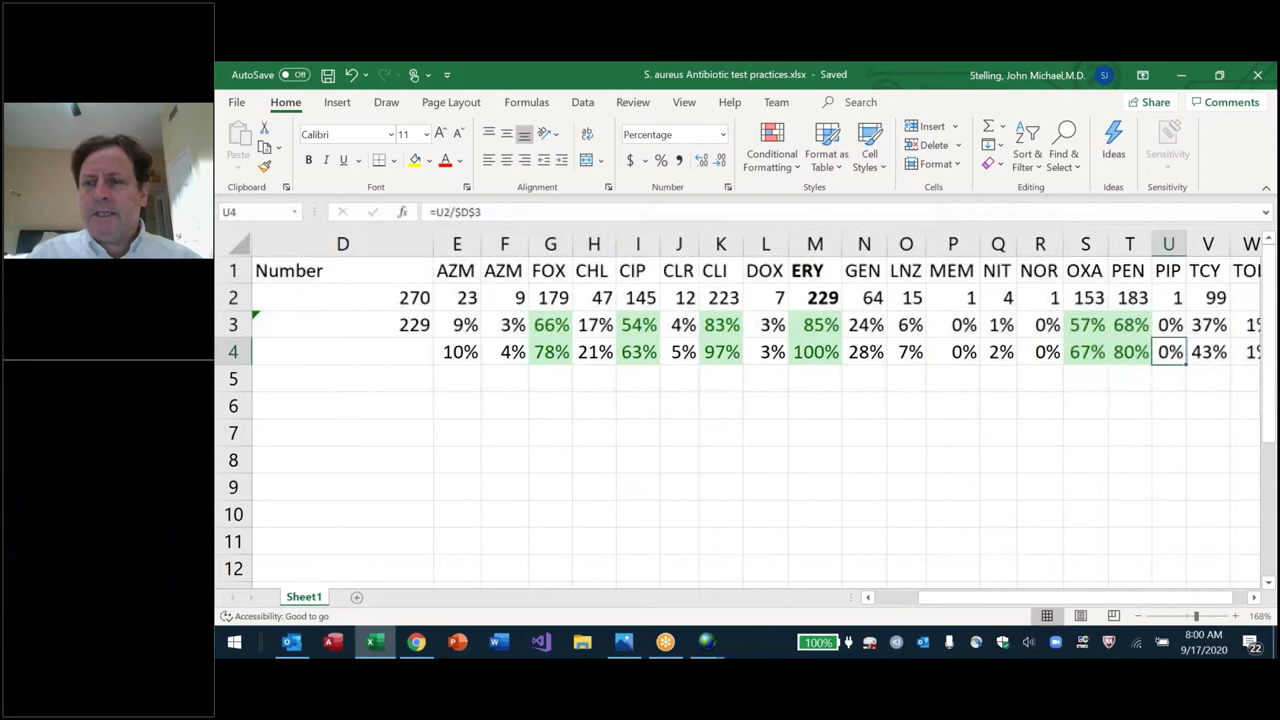 AutoSave Off S. aureus Antibiotic test practices.xlsx - Saved Stelling, John Michael,M.D. SJ
File Home Insert Draw Page Layout Formulas Data Review View Help Team Search Share Comments
Paste Calibri 11 Percentage Conditional Formatting Format as Table Cell Styles Insert Delete Format Sort & Filter Find & Select Ideas Sensitivity
Clipboard Font Alignment Number Styles Cells Editing Ideas Sensitivity
U4 fx =U2/$D$3
D E F G H I J K L M N O P Q R S T U V W
1 Number AZM AZM FOX CHL CIP CLR CLI DOX ERY GEN LNZ MEM NIT NOR OXA PEN PIP TCY
2 270 23 9 179 47 145 12 223 7 229 64 15 1 4 1 153 183 1 99
3 229 9% 3% 66% 17% 54% 4% 83% 3% 85% 24% 6% 0% 1% 0% 57% 68% 0% 37%
4 10% 4% 78% 21% 63% 5% 97% 3% 100% 28% 7% 0% 2% 0% 67% 80% 0% 43%
5
6
7
8
9
10
11
12
Sheet1
Accessibility: Good to go 168%
100% 8:00 AM
9/17/2020 22